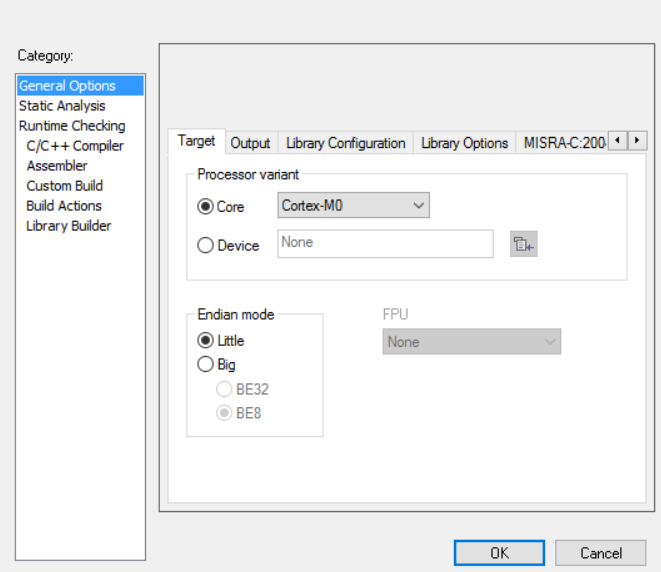 Category:
General Options
Static Analysis
Runtime Checking
C/C++ Compiler
Assembler
Custom Build
Build Actions
Library Builder
Target Output Library Configuration Library Options MISRA-C:200
Processor variant
Core Cortex-M0
Device None
Endian mode
Little
Big
BE32
BE8
FPU
None
OK Cancel